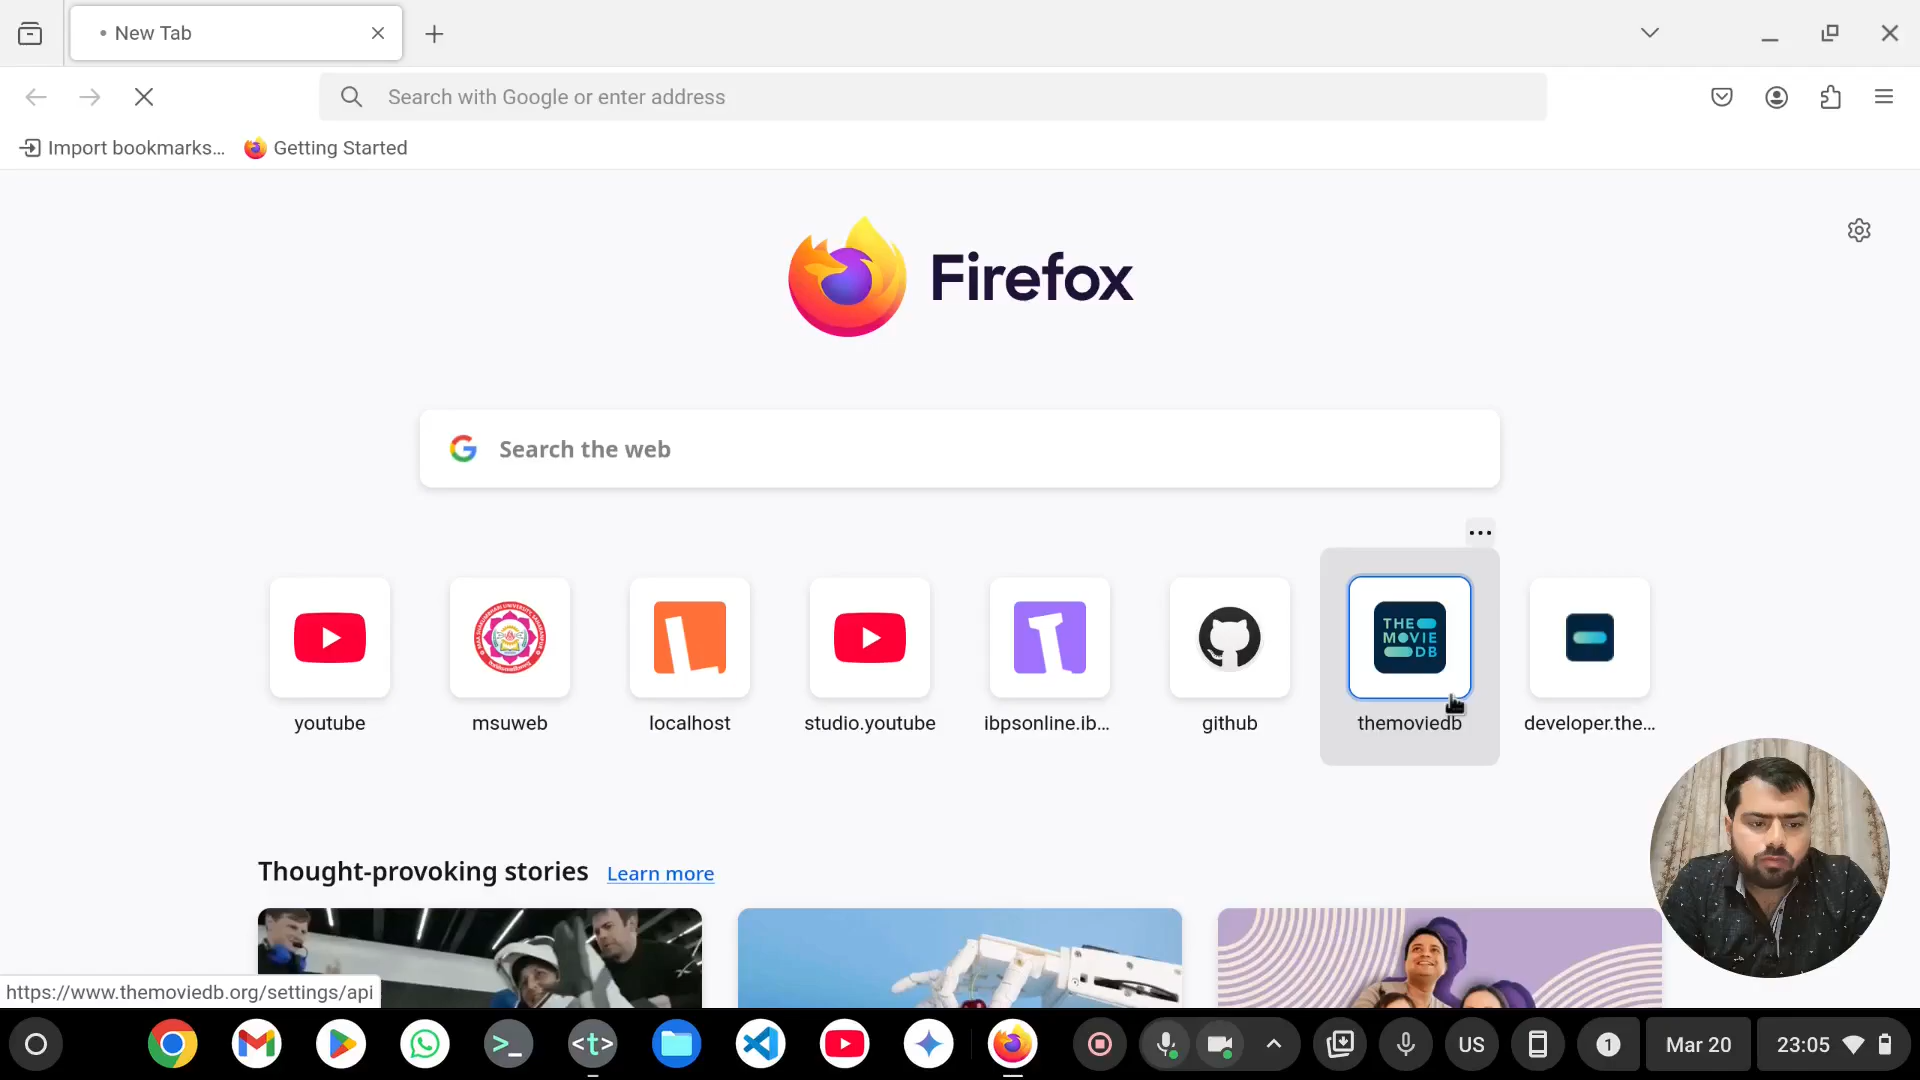 New Tab
Search with Google or enter address
Import bookmarks... Getting Started
Firefox
Search the web
THE MOVIE DB
youtube msuweb localhost studio.youtube ibpsonline.ib... github themoviedb developer.the...
Thought-provoking stories Learn more
https://www.themoviedb.org/settings/api
>_ <t> US 1 Mar 20 23:05